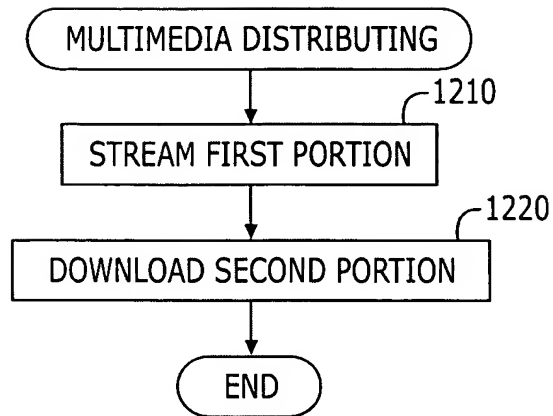 MULTIMEDIA DISTRIBUTING
1210
STREAM FIRST PORTION
1220
DOWNLOAD SECOND PORTION
END